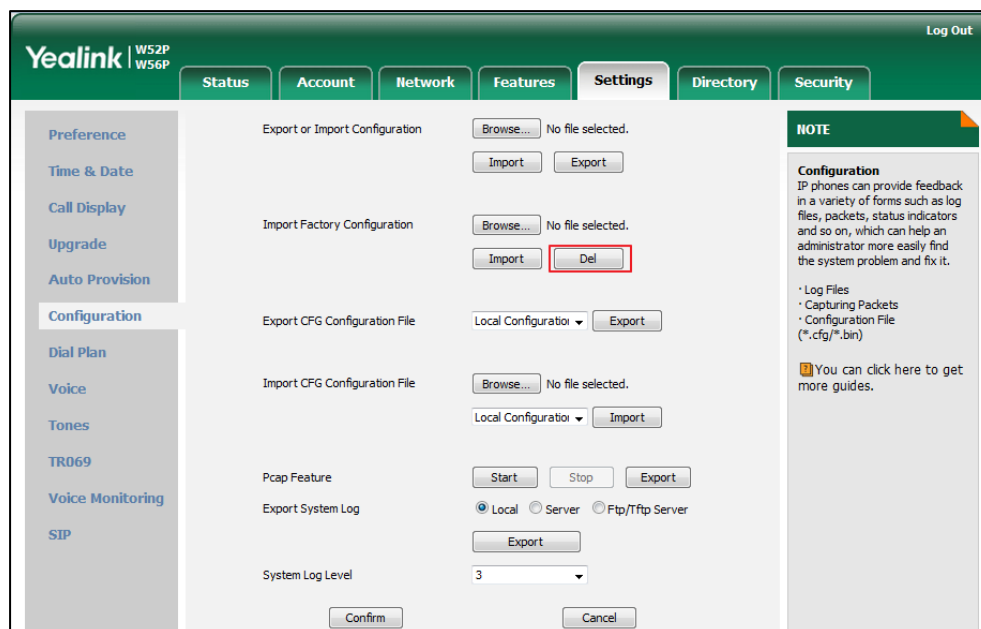 Log Out
Yealink | W52P
W56P
Status Account Network Features Settings Directory Security
Preference
Time & Date
Call Display
Upgrade
Auto Provision
Configuration
Dial Plan
Voice
Tones
TR069
Voice Monitoring
SIP
Export or Import Configuration Browse... No file selected.
Import Export
Import Factory Configuration Browse... No file selected.
Import Del
Export CFG Configuration File Local Configuration Export
Import CFG Configuration File Browse... No file selected.
Local Configuration Import
Pcap Feature Start Stop Export
Export System Log Local Server Ftp/Tftp Server
Export
System Log Level 3
Confirm Cancel
NOTE
Configuration
IP phones can provide feedback
in a variety of forms such as log
files, packets, status indicators
and so on, which can help an
administrator more easily find
the system problem and fix it.
· Log Files
· Capturing Packets
· Configuration File
(*.cfg/*.bin)
? You can click here to get
more guides.